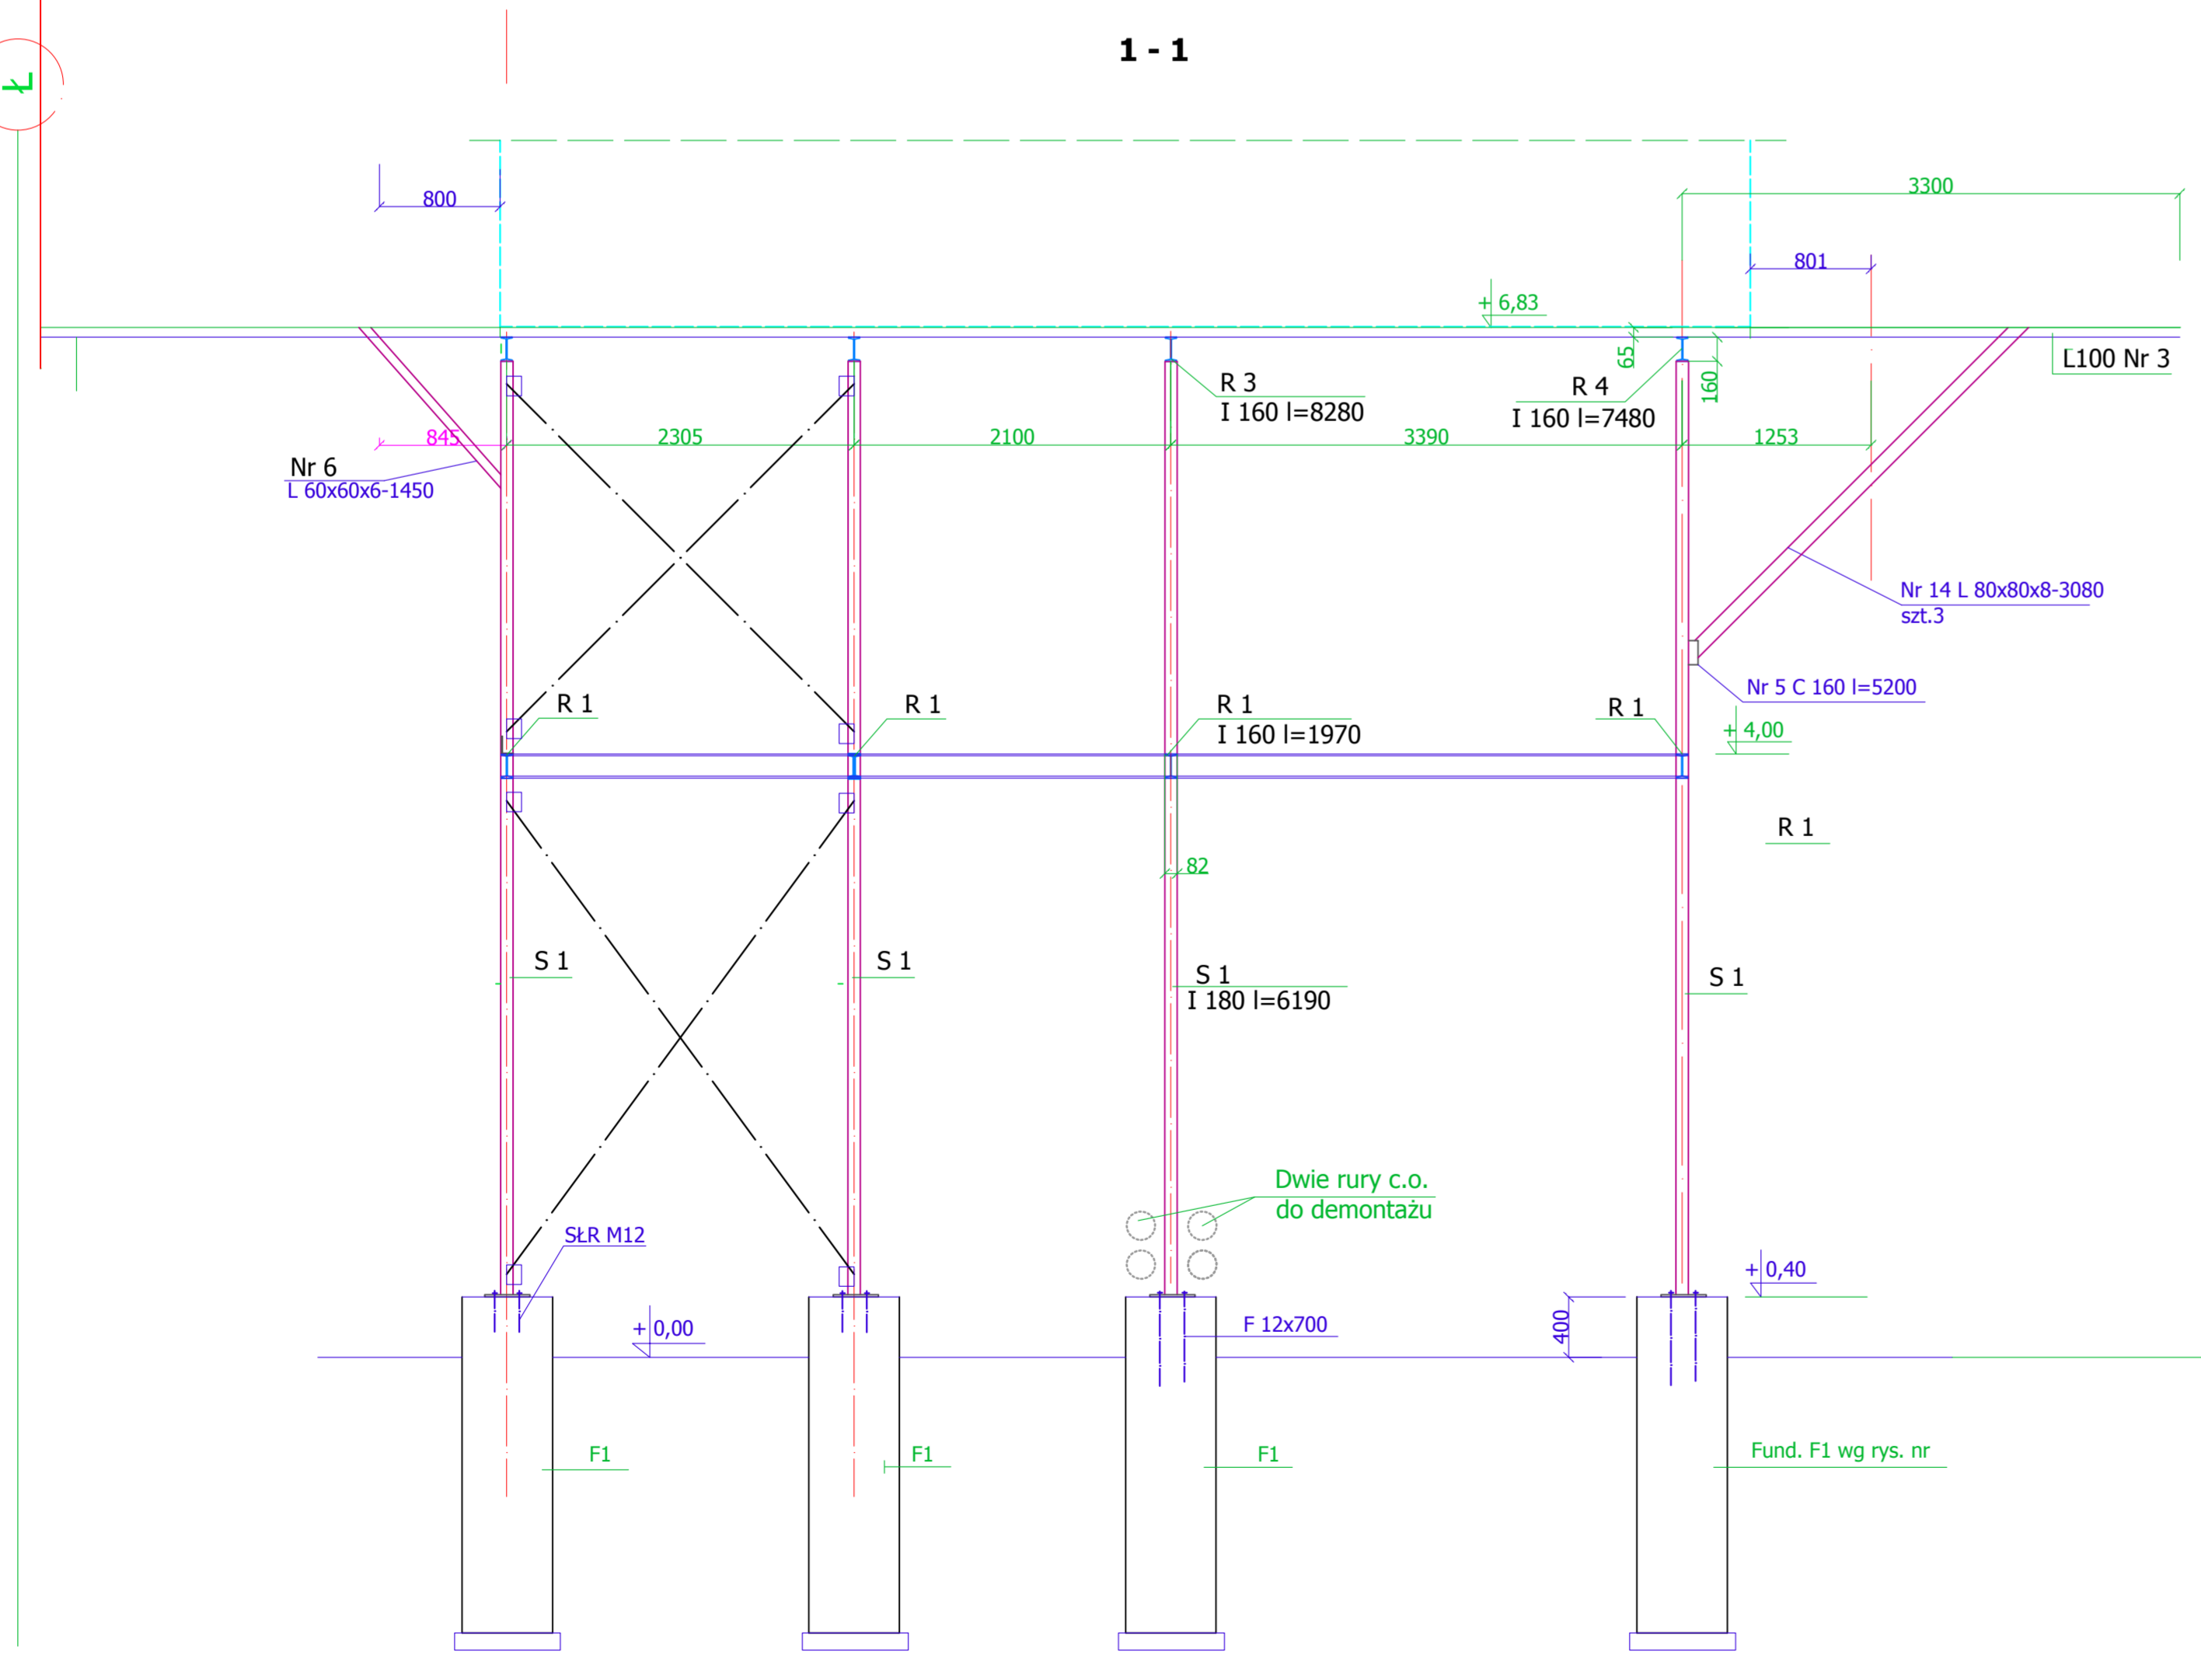 1 - 1
Ł
800
3300
801
+ 6,83
65
160
L100 Nr 3
R 3
I 160 l=8280
R 4
I 160 l=7480
845
2305
2100
3390
1253
Nr 6
L 60x60x6-1450
Nr 14 L 80x80x8-3080
szt.3
Nr 5 C 160 l=5200
R 1
R 1
R 1
I 160 l=1970
R 1
+ 4,00
R 1
82
S 1
S 1
S 1
I 180 l=6190
S 1
Dwie rury c.o.
do demontażu
SŁR M12
+ 0,40
+ 0,00
F 12x700
400
F1
F1
F1
Fund. F1 wg rys. nr